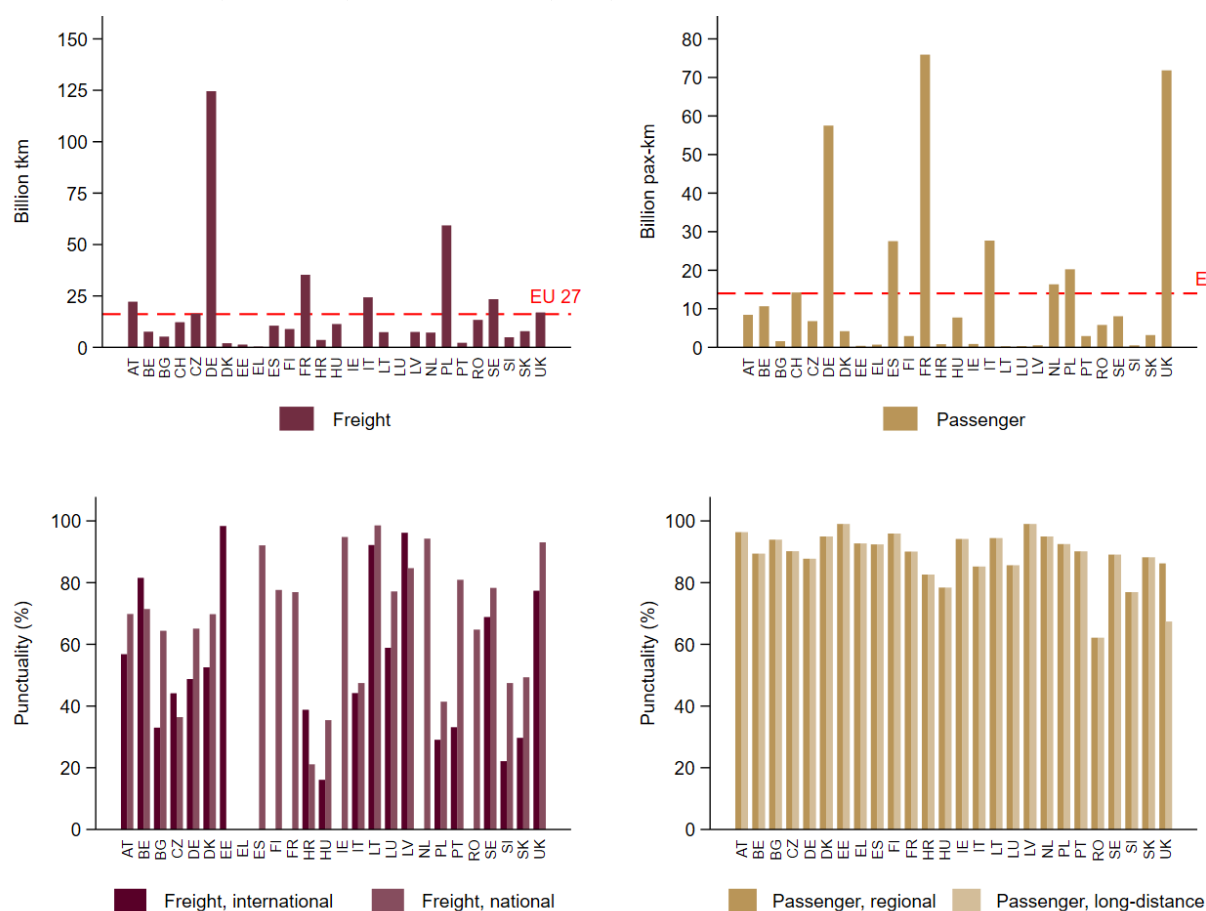 150
125
100
75
50
25
0
Billion tkm
EU 27
AT BE BG CH CZ DE DK EE EL ES FI FR HR HU IE IT LT LU LV NL PL PT RO SE SI SK UK
Freight
80
70
60
50
40
30
20
10
0
Billion pax-km
E
AT BE BG CH CZ DE DK EE EL ES FI FR HR HU IE IT LT LU LV NL PL PT RO SE SI SK UK
Passenger
100
80
60
40
20
0
Punctuality (%)
AT BE BG CZ DE DK EE EL ES FI FR HR HU IE IT LT LU LV NL PL PT RO SE SI SK UK
Freight, international Freight, national
100
80
60
40
20
0
Punctuality (%)
AT BE BG CZ DE DK EE EL ES FI FR HR HU IE IT LT LU LV NL PL PT RO SE SI SK UK
Passenger, regional Passenger, long-distance